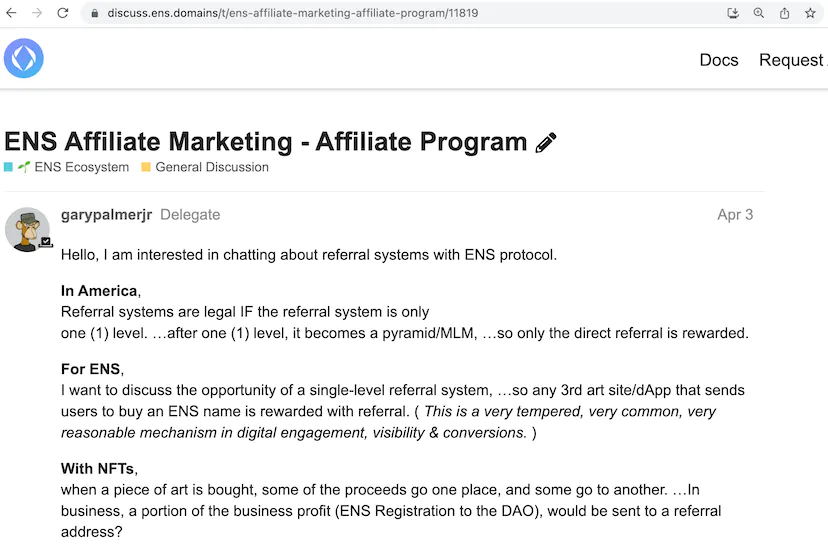 discuss.ens.domains/t/ens-affiliate-marketing-affiliate-program/11819
Docs Request
ENS Affiliate Marketing - Affiliate Program
ENS Ecosystem General Discussion
garypalmerjr Delegate Apr 3
Hello, I am interested in chatting about referral systems with ENS protocol.
In America,
Referral systems are legal IF the referral system is only
one (1) level. …after one (1) level, it becomes a pyramid/MLM, …so only the direct referral is rewarded.
For ENS,
I want to discuss the opportunity of a single-level referral system, …so any 3rd art site/dApp that sends
users to buy an ENS name is rewarded with referral. ( This is a very tempered, very common, very
reasonable mechanism in digital engagement, visibility & conversions. )
With NFTs,
when a piece of art is bought, some of the proceeds go one place, and some go to another. …In
business, a portion of the business profit (ENS Registration to the DAO), would be sent to a referral
address?